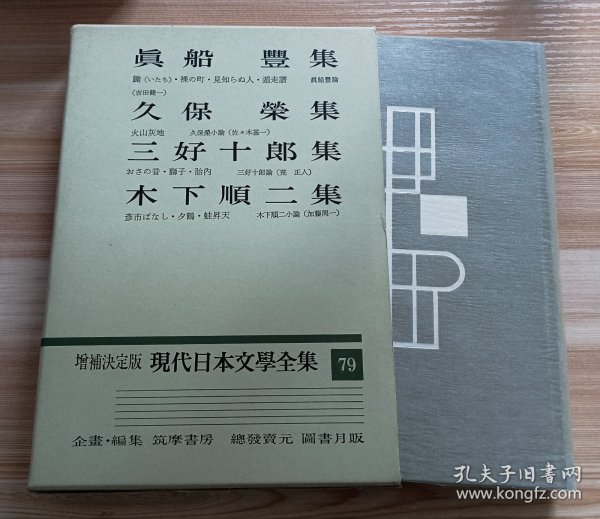 眞船 豐集
鼬(いたち)・裸の町・見知らぬ人・遁走譜 眞船豊論
(吉田健一)
久保 榮集
火山灰地 久保榮小論(佐々木基一)
三好十郎集
おさの音・獅子・胎內 三好十郎論(荒 正人)
木下順二集
彦市ばなし・夕鶴・蛙昇天 木下順二小論(加藤周一)
增補決定版 現代日本文學全集 79
企畫・編集 筑摩書房 總發賣元 圖書月販
孔夫子旧书网
www.kongfz.com